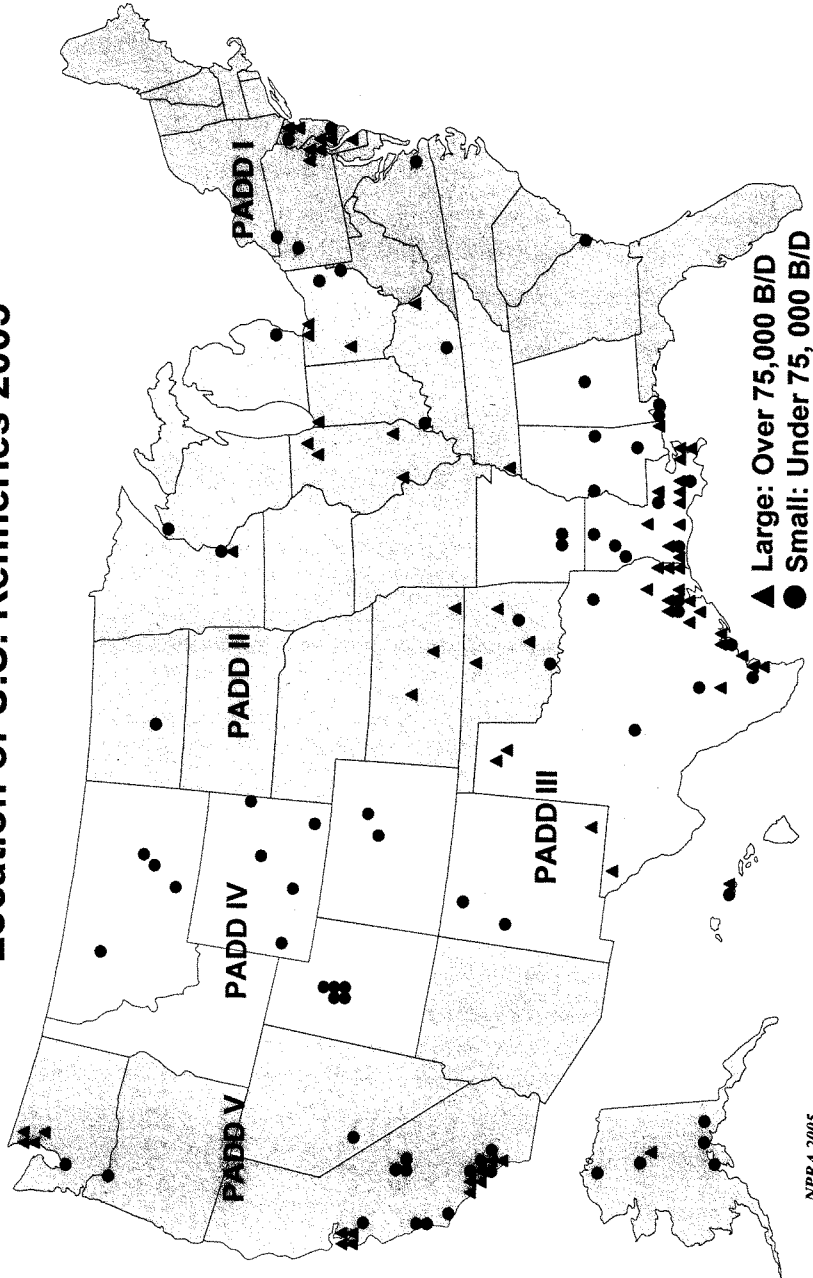 Location of U.S. Refineries 2005
PADD I
PADD II
PADD IV
PADD V
PADD III
Large: Over 75,000 B/D
Small: Under 75, 000 B/D
NPRA 2005